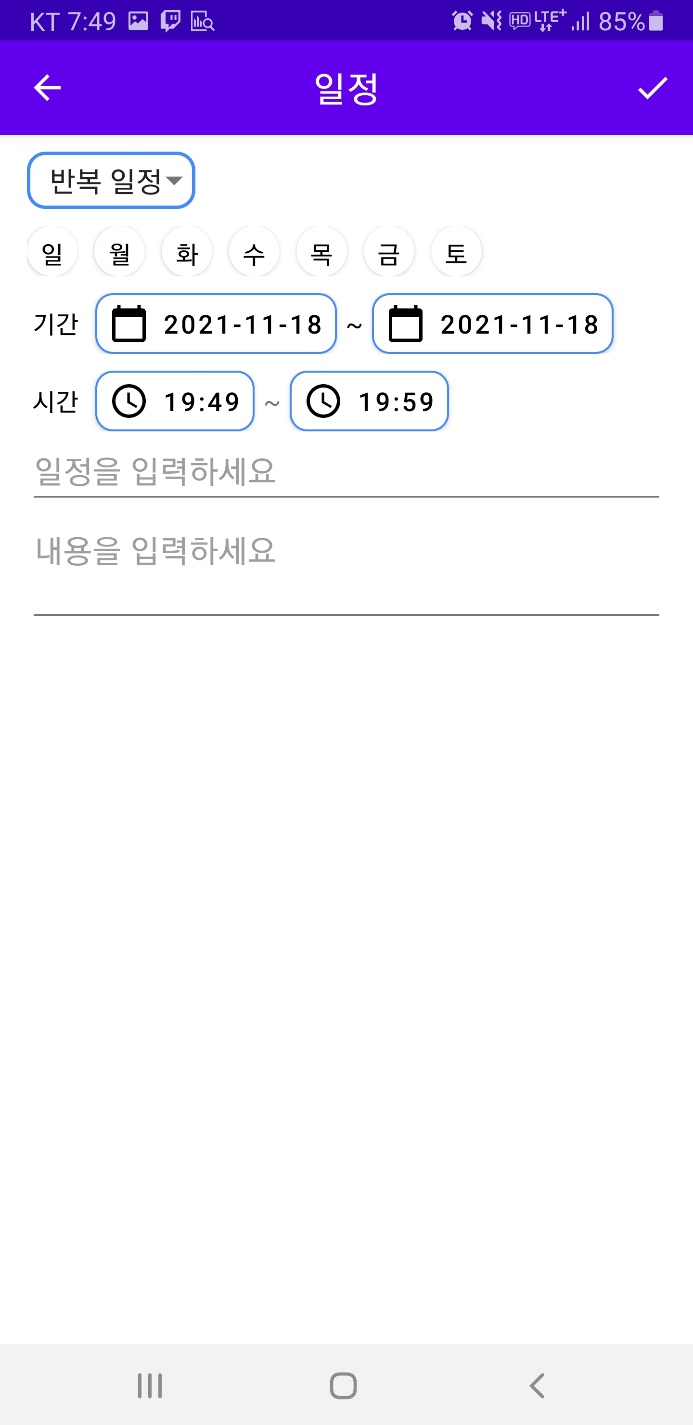 KT 7:49 HD LTE+ 85%
일정
반복 일정
일 월 화 수 목 금 토
기간 2021-11-18 ~ 2021-11-18
시간 19:49 ~ 19:59
일정을 입력하세요
내용을 입력하세요